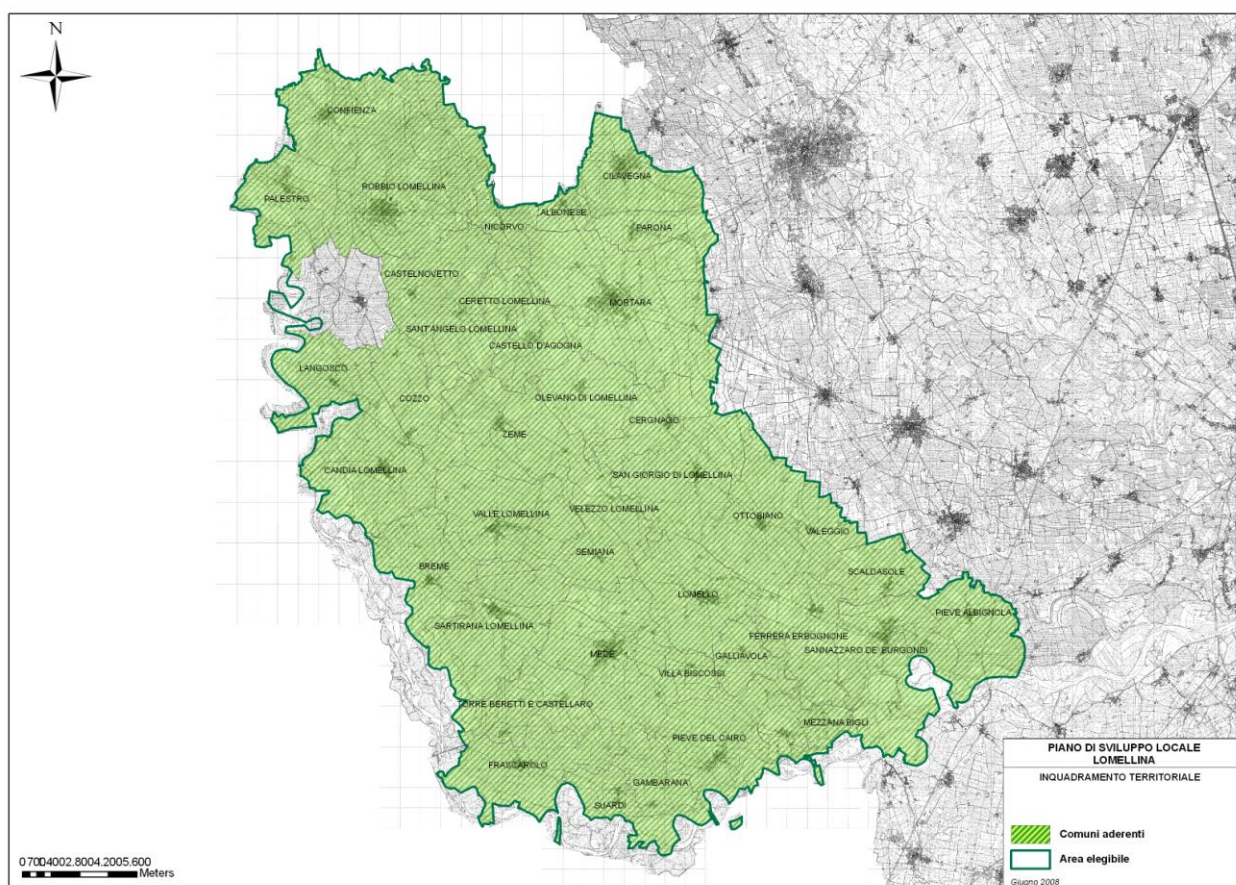 N
CONFIENZA
CILAVEGNA
PALESTRO
ROBBIO LOMELLINA
ALBONESE
NICORVO
PARONA
CASTELNOVETTO
CERETTO LOMELLINA
MORTARA
SANT'ANGELO LOMELLINA
CASTELLO D'AGOGNA
LANGOSCO
COZZO
OLEVANO DI LOMELLINA
CERGNAGO
ZEME
CANDIA LOMELLINA
SAN GIORGIO DI LOMELLINA
VALLE LOMELLINA
VELEZZO LOMELLINA
OTTOBIANO
VALEGGIO
SEMIANA
BREME
SCALDASOLE
LOMELLO
PIEVE ALBIGNOLA
SARTIRANA LOMELLINA
FERRERA ERBOGNONE
MEDE
GALLIAVOLA
SANNAZZARO DE' BURGONDI
VILLA BISCOSSI
TORRE BERETTI E CASTELLARO
MEZZANA BIGLI
PIEVE DEL CAIRO
FRASCAROLO
GAMBARANA
SUARDI
PIANO DI SVILUPPO LOCALE
LOMELLINA
INQUADRAMENTO TERRITORIALE
Comuni aderenti
Area elegibile
Giugno 2008
Meters